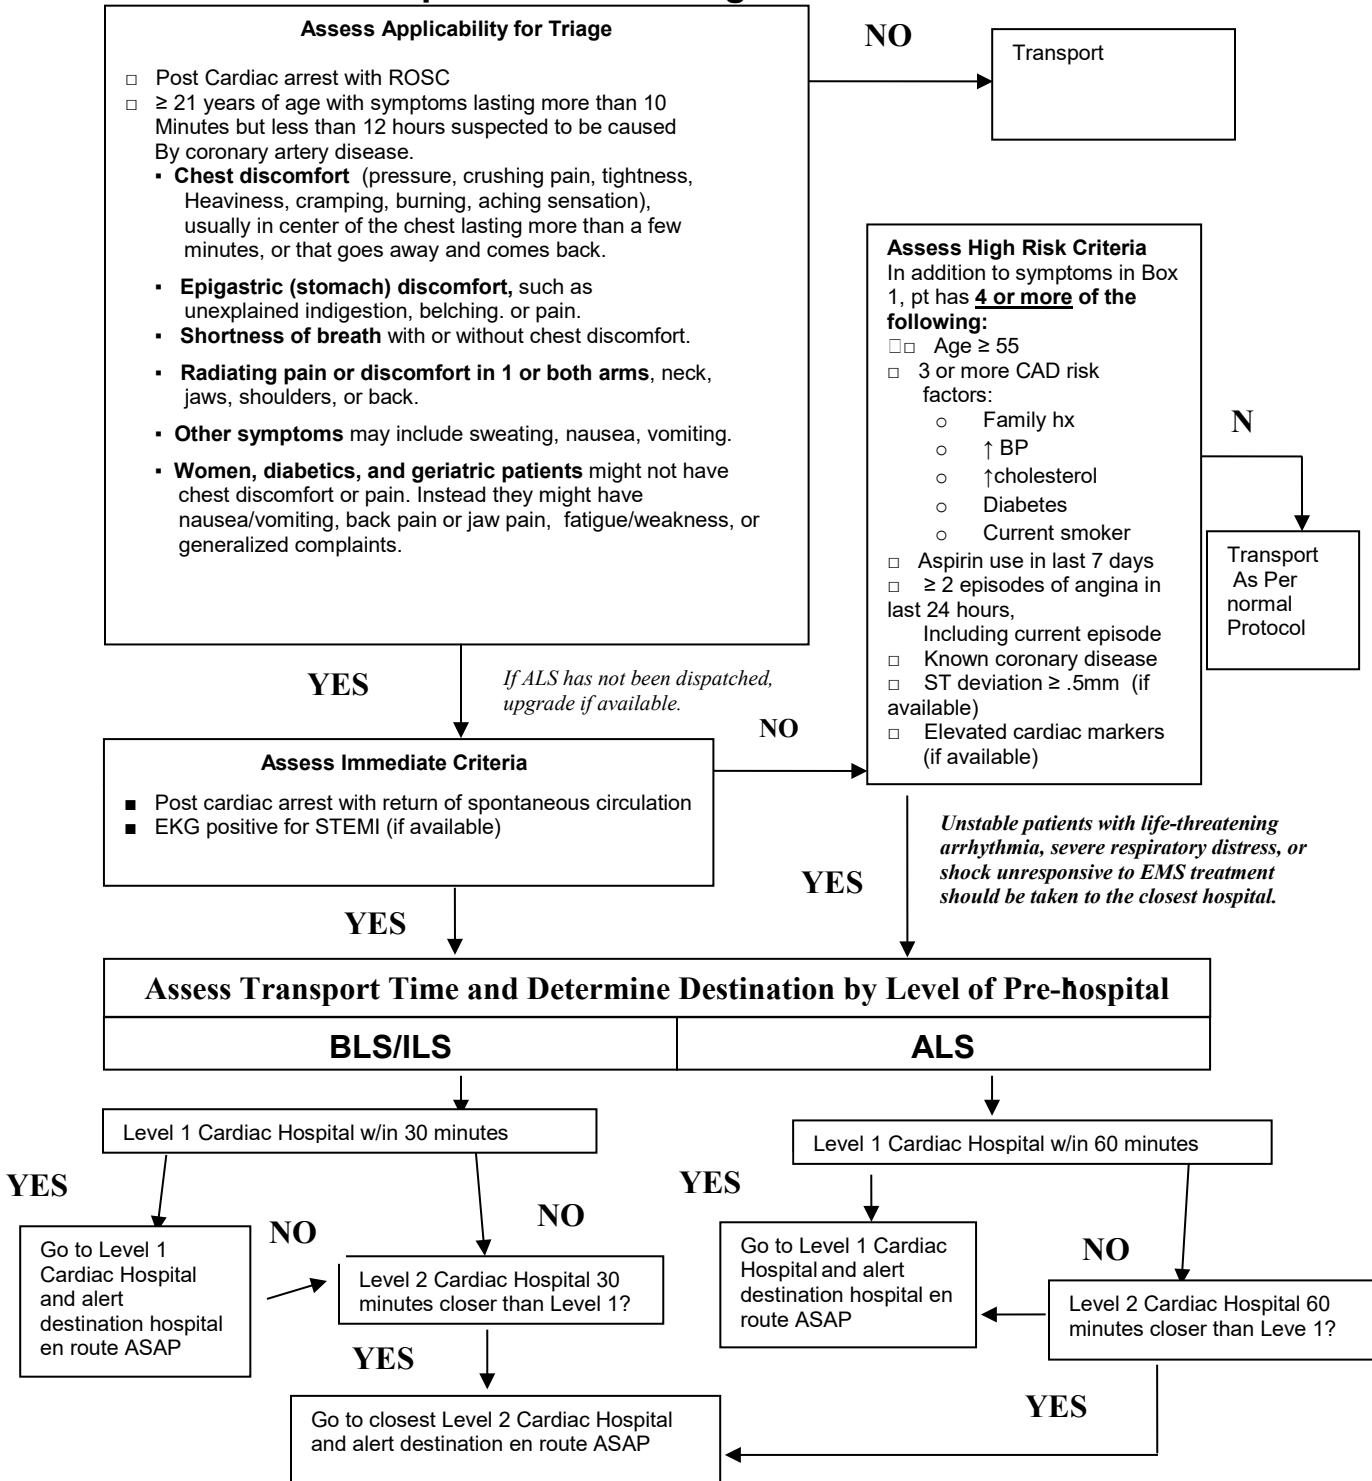 Assess Applicability for Triage
□ Post Cardiac arrest with ROSC
□ ≥ 21 years of age with symptoms lasting more than 10
Minutes but less than 12 hours suspected to be caused
By coronary artery disease.
▪ Chest discomfort (pressure, crushing pain, tightness,
Heaviness, cramping, burning, aching sensation),
usually in center of the chest lasting more than a few
minutes, or that goes away and comes back.
▪ Epigastric (stomach) discomfort, such as
unexplained indigestion, belching. or pain.
▪ Shortness of breath with or without chest discomfort.
▪ Radiating pain or discomfort in 1 or both arms, neck,
jaws, shoulders, or back.
▪ Other symptoms may include sweating, nausea, vomiting.
▪ Women, diabetics, and geriatric patients might not have
chest discomfort or pain. Instead they might have
nausea/vomiting, back pain or jaw pain, fatigue/weakness, or
generalized complaints.
NO
Transport
Assess High Risk Criteria
In addition to symptoms in Box
1, pt has 4 or more of the
following:
□□ Age ≥ 55
□ 3 or more CAD risk
factors:
o Family hx
o ↑ BP
o ↑cholesterol
o Diabetes
o Current smoker
□ Aspirin use in last 7 days
□ ≥ 2 episodes of angina in
last 24 hours,
Including current episode
□ Known coronary disease
□ ST deviation ≥ .5mm (if
available)
□ Elevated cardiac markers
(if available)
N
Transport
As Per
normal
Protocol
YES
If ALS has not been dispatched,
upgrade if available.
NO
Assess Immediate Criteria
■ Post cardiac arrest with return of spontaneous circulation
■ EKG positive for STEMI (if available)
YES
YES
Unstable patients with life-threatening
arrhythmia, severe respiratory distress, or
shock unresponsive to EMS treatment
should be taken to the closest hospital.
Assess Transport Time and Determine Destination by Level of Pre-hospital
BLS/ILS
ALS
Level 1 Cardiac Hospital w/in 30 minutes
Level 1 Cardiac Hospital w/in 60 minutes
YES
NO
NO
YES
NO
Go to Level 1
Cardiac Hospital
and alert
destination hospital
en route ASAP
Level 2 Cardiac Hospital 30
minutes closer than Level 1?
Go to Level 1 Cardiac
Hospital and alert
destination hospital en
route ASAP
Level 2 Cardiac Hospital 60
minutes closer than Leve 1?
YES
YES
Go to closest Level 2 Cardiac Hospital
and alert destination en route ASAP